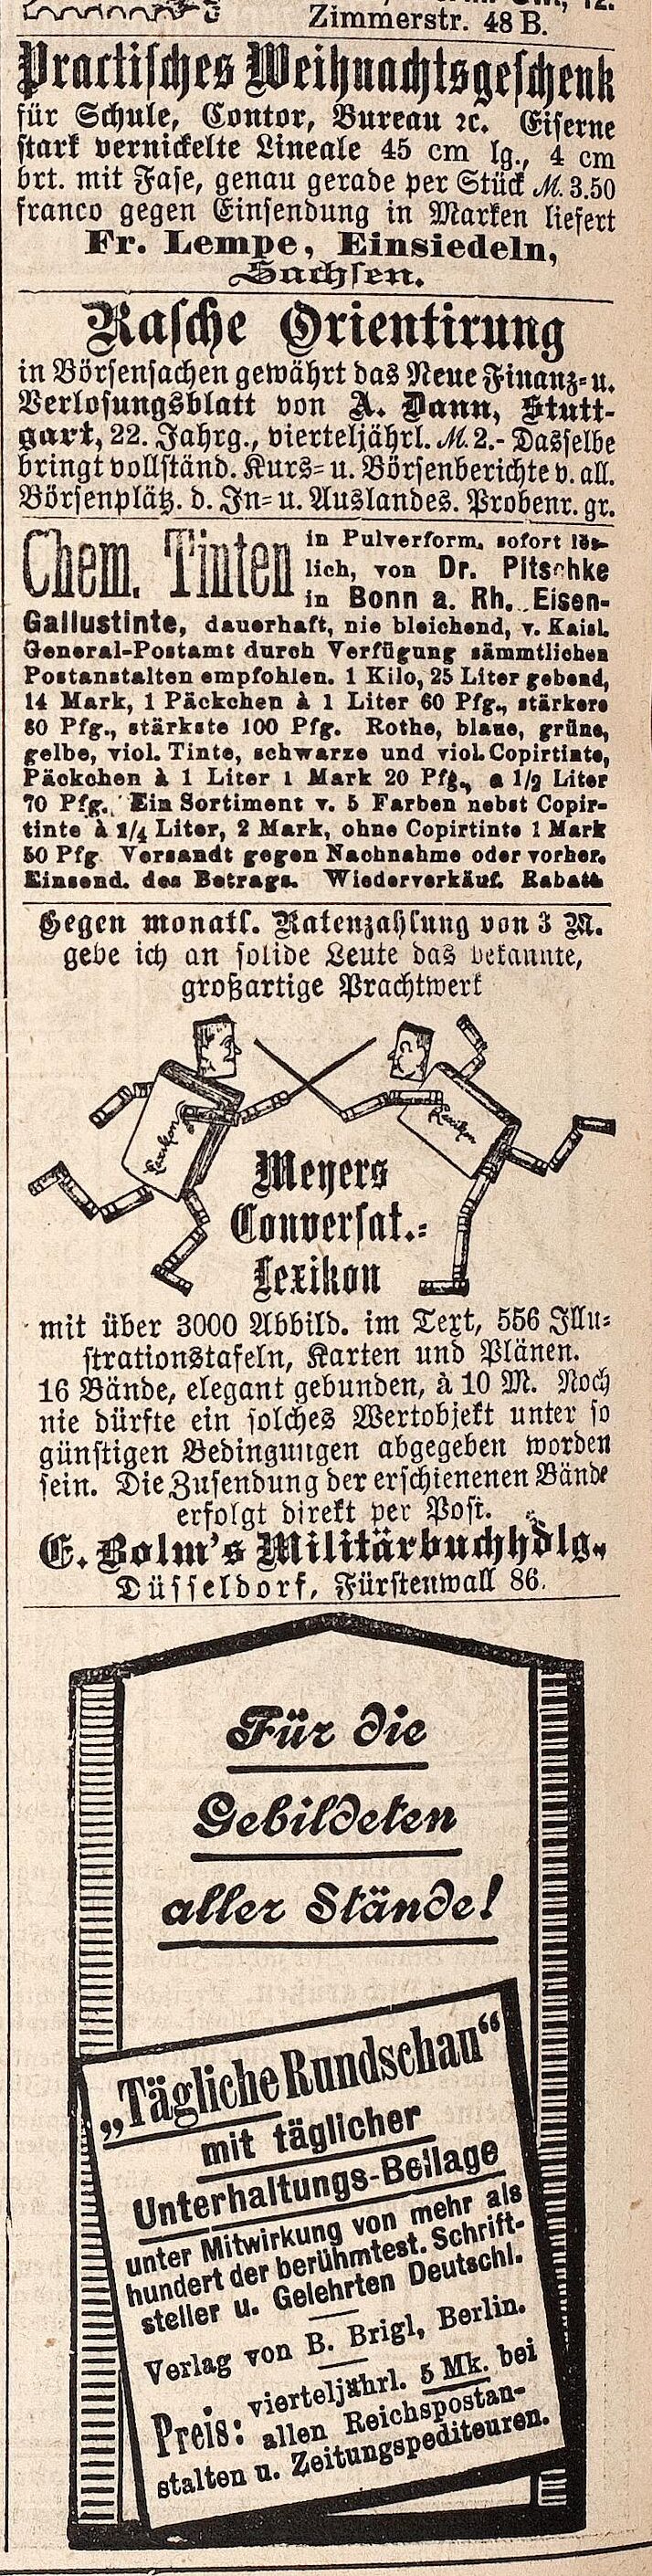 Zimmerstr. 48 B.
Practisches Weihnachtsgeschenk
für Schule, Contor, Bureau ꝛc. Eiserne
stark vernickelte Lineale 45 cm lg., 4 cm
brt. mit Fase, genau gerade per Stück M. 3.50
franco gegen Einsendung in Marken liefert
Fr. Lempe, Einsiedeln,
Sachsen.
Rasche Orientirung
in Börsensachen gewährt das Neue Finanz- u.
Verlosungsblatt von A. Dann, Stutt-
gart, 22. Jahrg., vierteljährl. M. 2.- Dasselbe
bringt vollständ. Kurs- u. Börsenberichte v. all.
Börsenplätz. d. In- u. Auslandes. Probenr. gr.
Chem. Tinten
in Pulverform, sofort lös-
lich, von Dr. Pitschke
in Bonn a. Rh. Eisen-
Gallustinte, dauerhaft, nie bleichend, v. Kaisl.
General-Postamt durch Verfügung sämmtlichen
Postanstalten empfohlen. 1 Kilo, 25 Liter gebend,
14 Mark, 1 Päckchen à 1 Liter 60 Pfg., stärkere
80 Pfg., stärkste 100 Pfg. Rothe, blaue, grüne,
gelbe, viol. Tinte, schwarze und viol. Copirtinte,
Päckchen à 1 Liter 1 Mark 20 Pfg., a 1/2 Liter
70 Pfg. Ein Sortiment v. 5 Farben nebst Copir-
tinte à 1/4 Liter, 2 Mark, ohne Copirtinte 1 Mark
50 Pfg. Versandt gegen Nachnahme oder vorher.
Einsend. des Betrags. Wiederverkäuf. Rabatt.
Gegen monatl. Ratenzahlung von 3 M.
gebe ich an solide Leute das bekannte,
großartige Prachtwerk
Lexikon
Lexikon
Meyers
Conversat.-
Lexikon
mit über 3000 Abbild. im Text, 556 Illu-
strationstafeln, Karten und Plänen.
16 Bände, elegant gebunden, à 10 M. Noch
nie dürfte ein solches Wertobjekt unter so
günstigen Bedingungen abgegeben worden
sein. Die Zusendung der erschienenen Bände
erfolgt direkt per Post.
E. Bolm's Militärbuchhdlg.,
Düsseldorf, Fürstenwall 86.
Für die
Gebildeten
aller Stände!
„Tägliche Rundschau“
mit täglicher
Unterhaltungs-Beilage
unter Mitwirkung von mehr als
hundert der berühmtest. Schrift-
steller u. Gelehrten Deutschl.
Verlag von B. Brigl, Berlin.
Preis: vierteljährl. 5 Mk. bei
allen Reichspostan-
stalten u. Zeitungspediteuren.